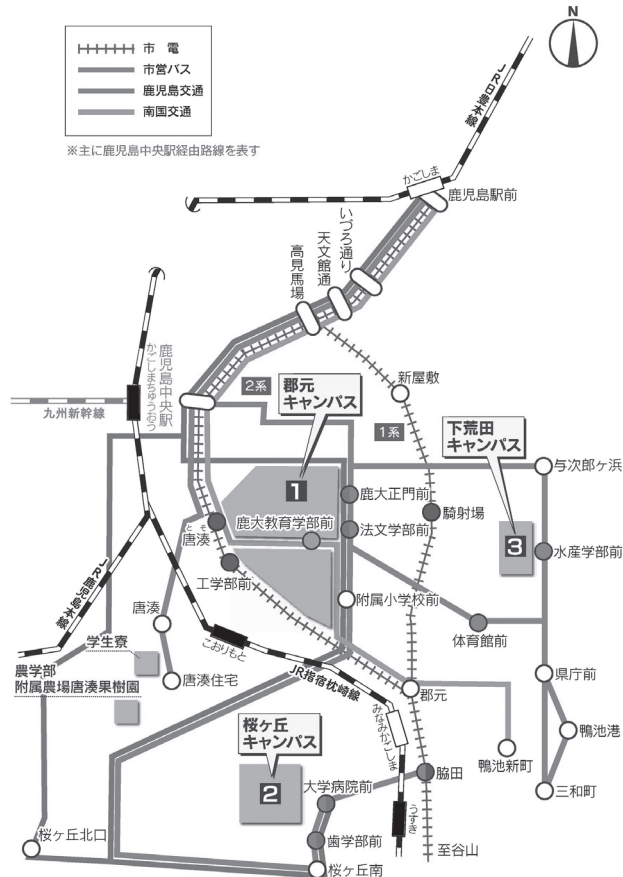 N
市 電
市営バス
鹿児島交通
南国交通
※主に鹿児島中央駅経由路線を表す
JR日豊本線
かごしま
鹿児島駅前
いづろ通り
天文館通
高見馬場
鹿児島中央駅
かごしまちゅうおう
九州新幹線
2系
郡元
キャンパス
新屋敷
1系
下荒田
キャンパス
与次郎ヶ浜
1
鹿大正門前
騎射場
鹿大教育学部前
法文学部前
3
水産学部前
とそ
唐湊
工学部前
附属小学校前
体育館前
JR鹿児島本線
唐湊
こおりもと
学生寮
農学部
附属農場唐湊果樹園
唐湊住宅
JR指宿枕崎線
郡元
県庁前
みなみかごしま
鴨池港
鴨池新町
桜ヶ丘
キャンパス
2
大学病院前
脇田
三和町
うすき
歯学部前
至谷山
桜ヶ丘北口
桜ヶ丘南